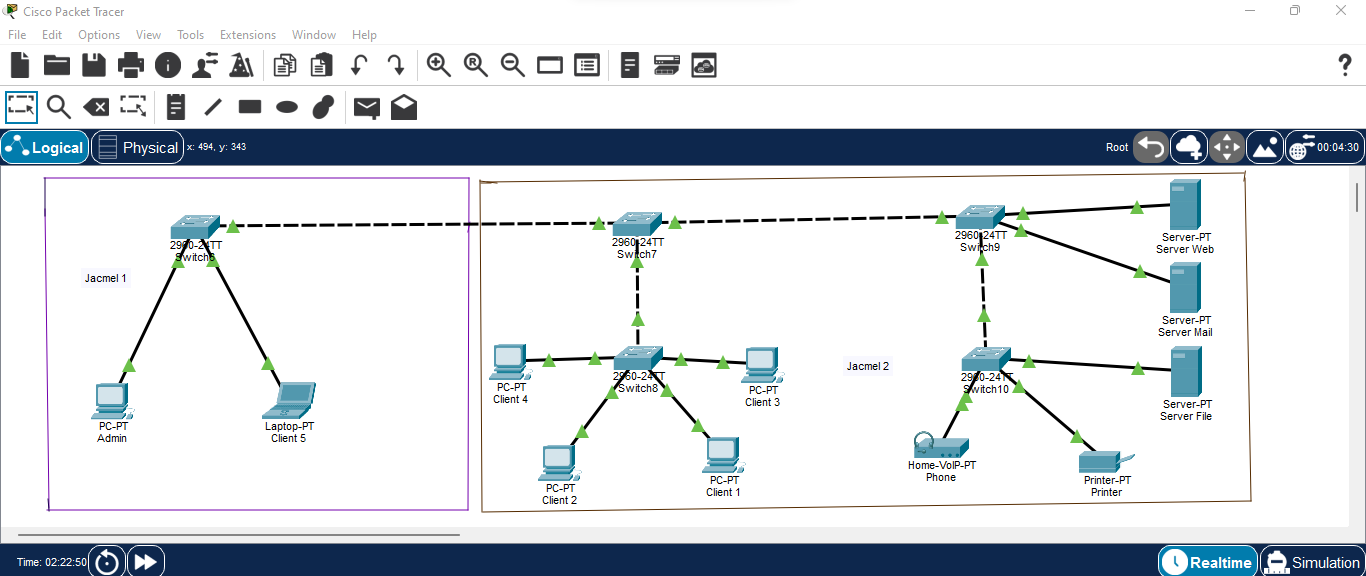 Cisco Packet Tracer
File Edit Options View Tools Extensions Window Help
Logical Physical x: 494, y: 343 Root 00:04:30
2960-24TT
Switch6
Jacmel 1
PC-PT
Admin
Laptop-PT
Client 5
2960-24TT
Switch7
2960-24TT
Switch9
Server-PT
Server Web
Server-PT
Server Mail
PC-PT
Client 4
2960-24TT
Switch8
PC-PT
Client 3
Jacmel 2
2960-24TT
Switch10
Server-PT
Server File
PC-PT
Client 2
PC-PT
Client 1
Home-VoIP-PT
Phone
Printer-PT
Printer
Time: 02:22:50 Realtime Simulation